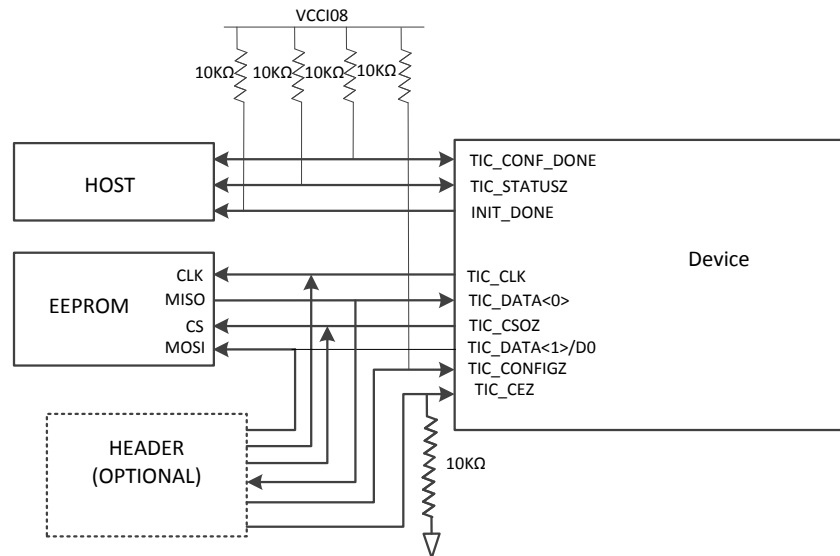 VCCI08
10KΩ 10KΩ 10KΩ 10KΩ
HOST
TIC_CONF_DONE
TIC_STATUSZ
INIT_DONE
Device
EEPROM
CLK
MISO
CS
MOSI
TIC_CLK
TIC_DATA<0>
TIC_CSOZ
TIC_DATA<1>/D0
TIC_CONFIGZ
TIC_CEZ
HEADER
(OPTIONAL)
10KΩ